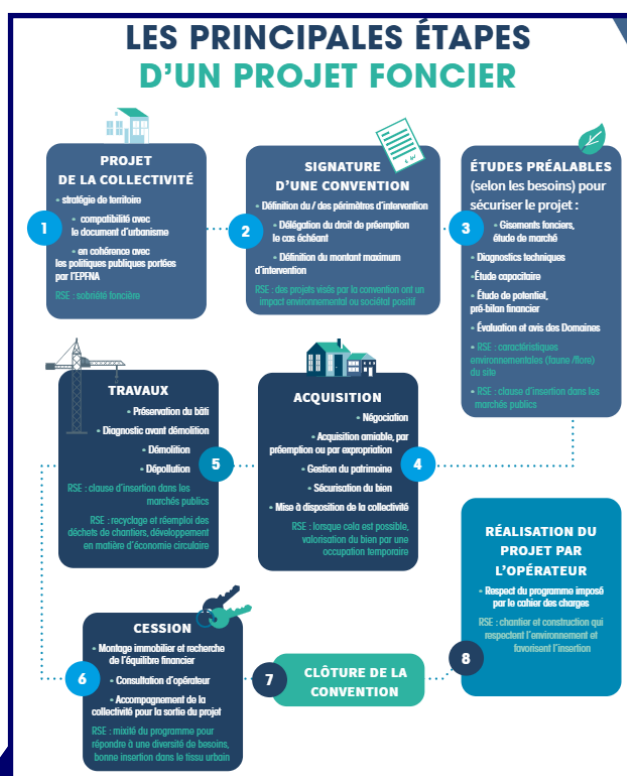 LES PRINCIPALES ÉTAPES
D'UN PROJET FONCIER
1
PROJET
DE LA COLLECTIVITÉ
• stratégie de territoire
• compatibilité avec
le document d'urbanisme
• en cohérence avec
les politiques publiques portées
par l'EPFNA
RSE : sobriété foncière
2
SIGNATURE
D'UNE CONVENTION
• Définition du / des périmètres d'intervention
• Délégation du droit de préemption
le cas échéant
• Définition du montant maximum
d'intervention
RSE : des projets visés par la convention ont un
impact environnemental ou sociétal positif
3
ÉTUDES PRÉALABLES
(selon les besoins) pour
sécuriser le projet :
• Gisements fonciers,
étude de marché
• Diagnostics techniques
•Étude capacitaire
• Étude de potentiel,
pré-bilan financier
• Évaluation et avis des Domaines
• RSE : caractéristiques
environnementales (faune /flore)
du site
• RSE : clause d'insertion dans les
marchés publics
4
ACQUISITION
• Négociation
• Acquisition amiable, par
préemption ou par expropriation
• Gestion du patrimoine
• Sécurisation du bien
• Mise à disposition de la collectivité
RSE : lorsque cela est possible,
valorisation du bien par une
occupation temporaire
5
TRAVAUX
• Préservation du bâti
• Diagnostic avant démolition
• Démolition
• Dépollution
RSE : clause d'insertion dans les
marchés publics
RSE : recyclage et réemploi des
déchets de chantiers, développement
en matière d'économie circulaire
6
CESSION
• Montage immobilier et recherche
de l'équilibre financier
• Consultation d'opérateur
• Accompagnement de la
collectivité pour la sortie du projet
RSE : mixité du programme pour
répondre à une diversité de besoins,
bonne insertion dans le tissu urbain
7
CLÔTURE DE LA
CONVENTION
8
RÉALISATION DU
PROJET PAR
L'OPÉRATEUR
• Respect du programme imposé
par le cahier des charges
RSE : chantier et construction qui
respectent l'environnement et
favorisent l'insertion